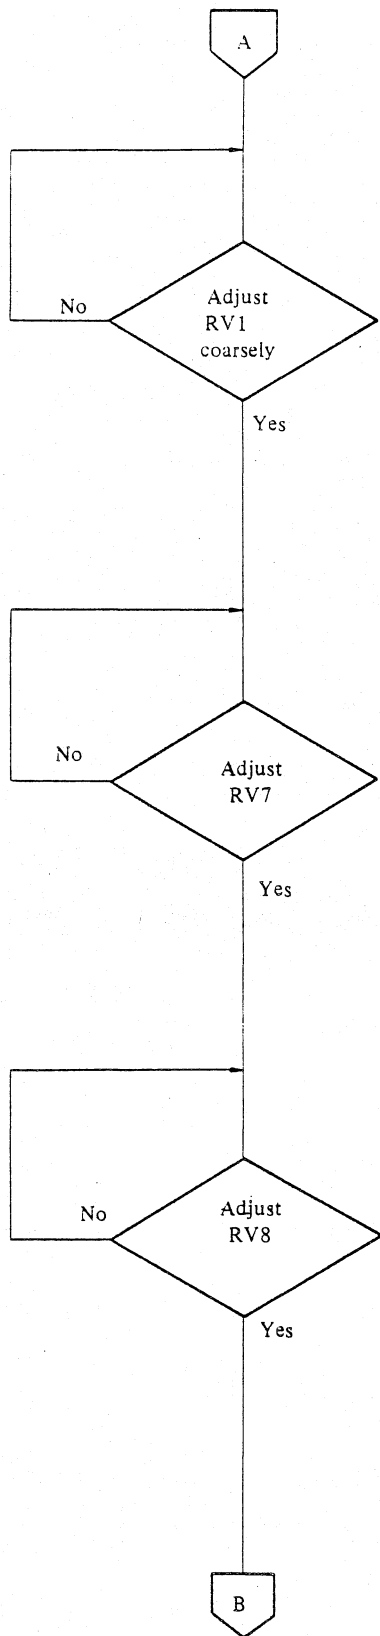 A
No
Adjust
RV1
coarsely
Yes
No
Adjust
RV7
Yes
No
Adjust
RV8
Yes
B